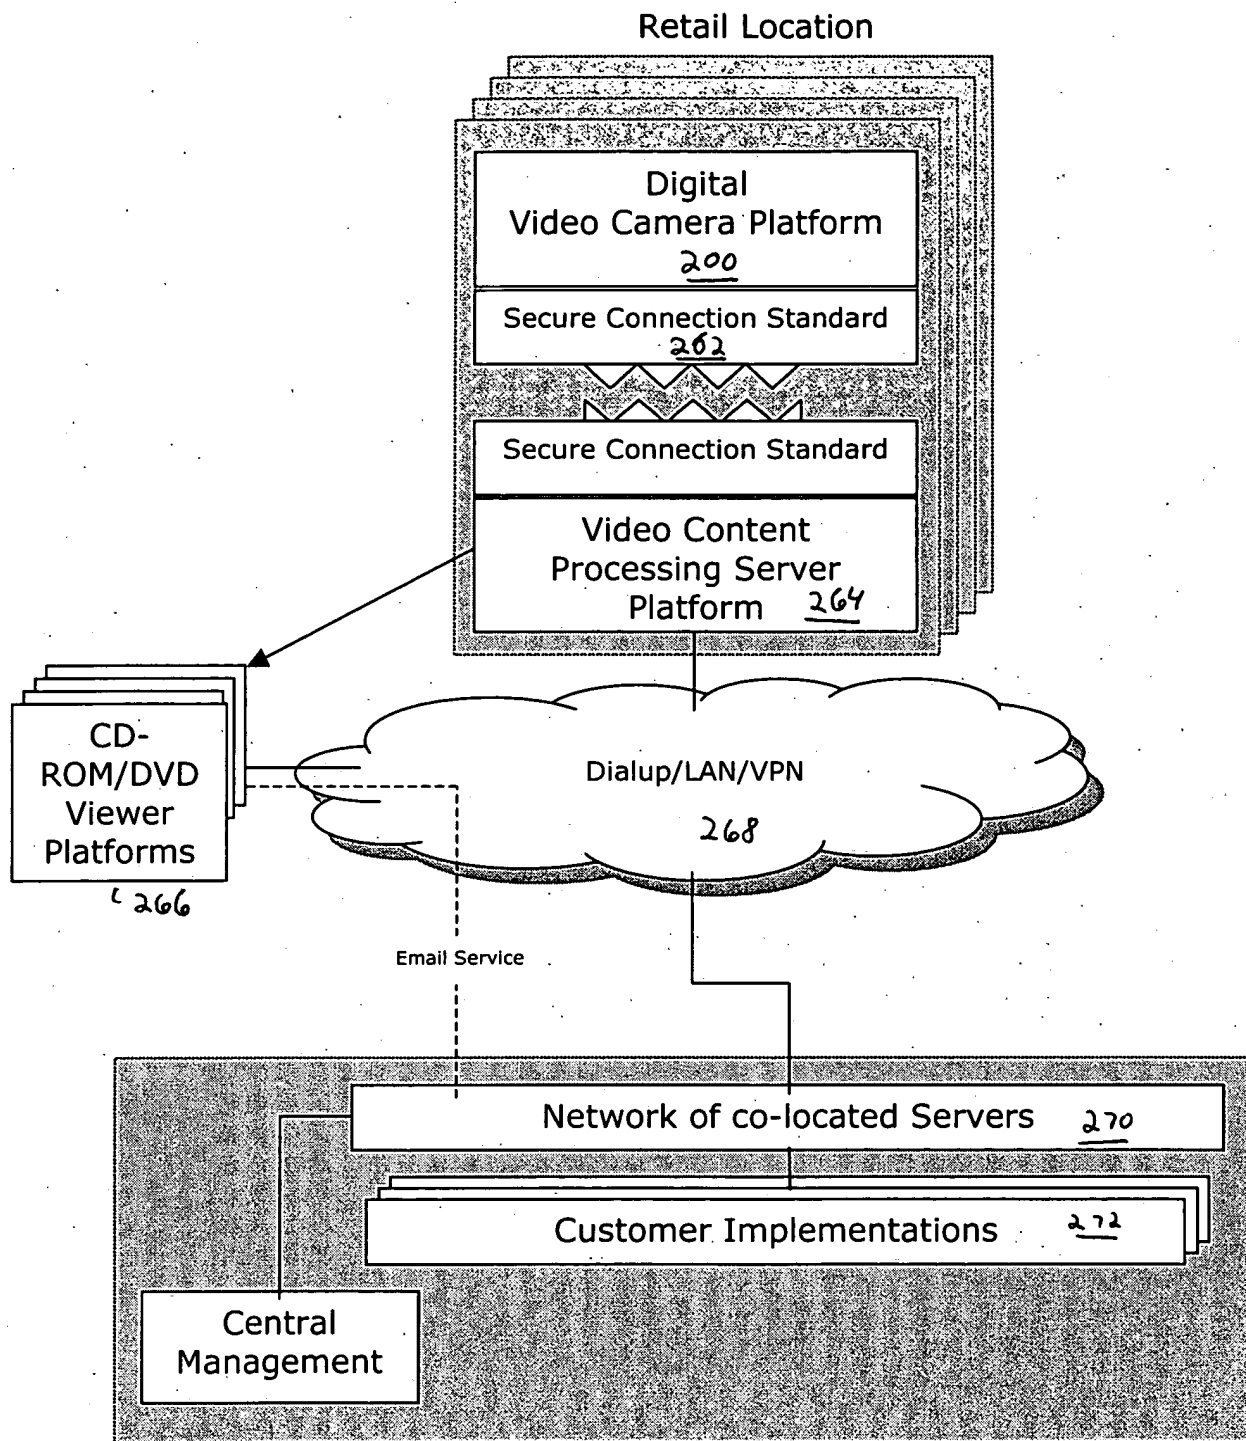 Retail Location
Digital
Video Camera Platform
200
Secure Connection Standard
262
Secure Connection Standard
Video Content
Processing Server
Platform 264
CD-
ROM/DVD
Viewer
Platforms
266
Dialup/LAN/VPN
268
Email Service
Network of co-located Servers 270
Customer Implementations 272
Central
Management